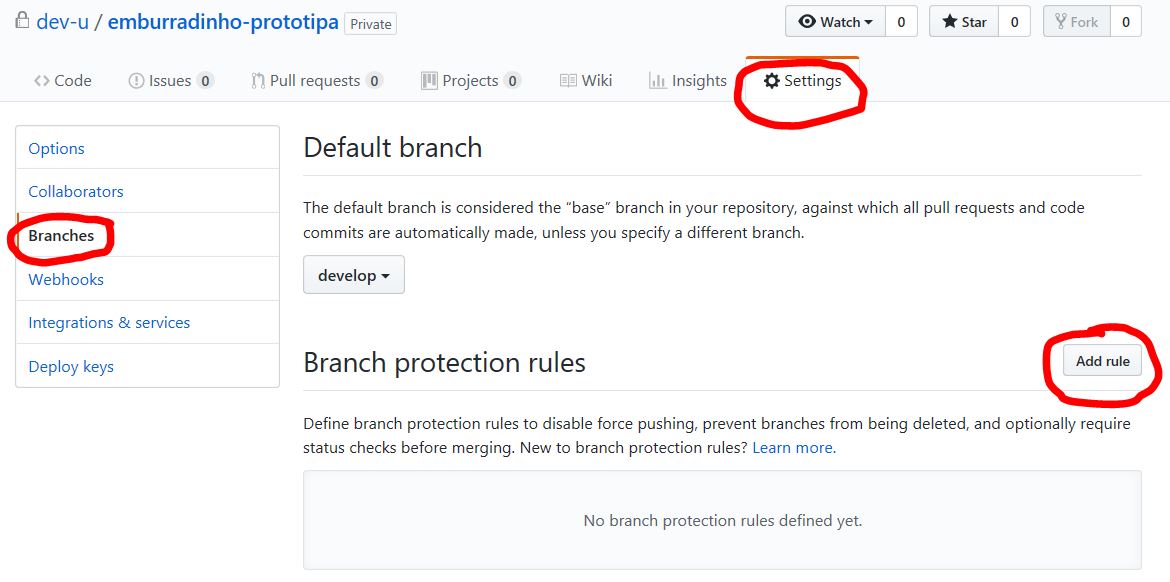 dev-u / emburradinho-prototipa Private
Watch 0 Star 0 Fork 0
Code Issues 0 Pull requests 0 Projects 0 Wiki Insights Settings
Options
Collaborators
Branches
Webhooks
Integrations & services
Deploy keys
Default branch
The default branch is considered the “base” branch in your repository, against which all pull requests and code
commits are automatically made, unless you specify a different branch.
develop
Branch protection rules
Add rule
Define branch protection rules to disable force pushing, prevent branches from being deleted, and optionally require
status checks before merging. New to branch protection rules? Learn more.
No branch protection rules defined yet.